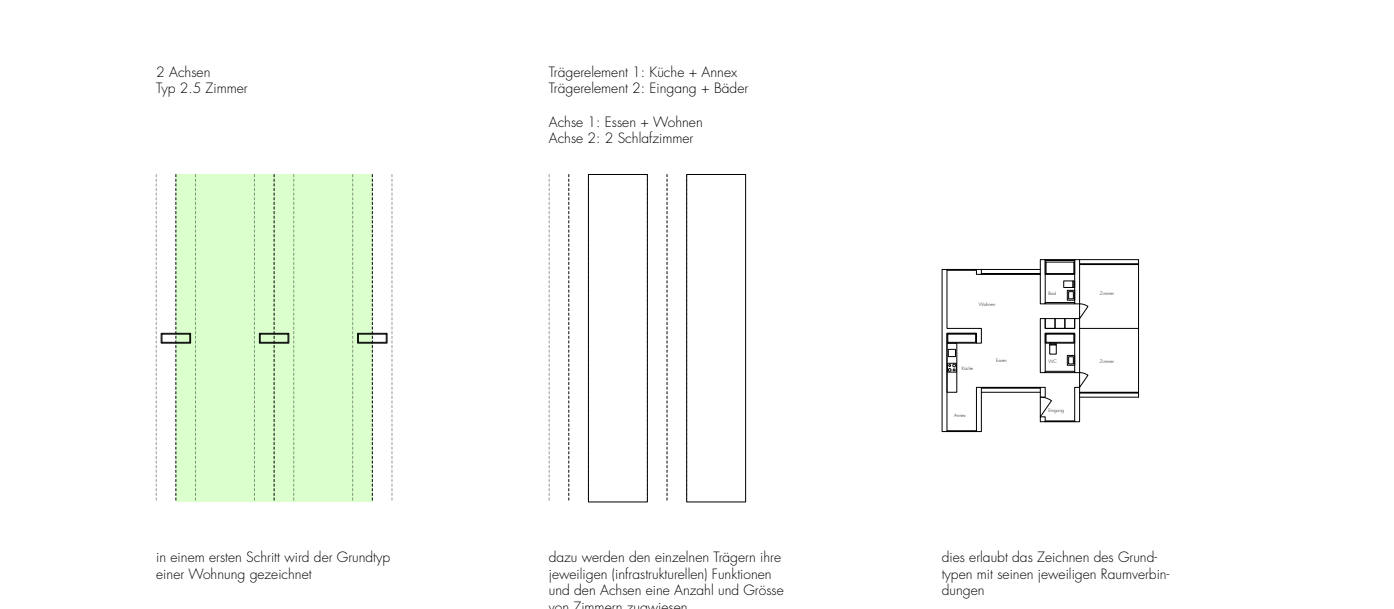 2 Achsen
Typ 2.5 Zimmer
Trägerelement 1: Küche + Annex
Trägerelement 2: Eingang + Bäder
Achse 1: Essen + Wohnen
Achse 2: 2 Schlafzimmer
Wohnen
Bad
Zimmer
Essen
Küche
WC
Zimmer
Annex
Eingang
in einem ersten Schritt wird der Grundtyp
einer Wohnung gezeichnet
dazu werden den einzelnen Trägern ihre
jeweiligen (infrastrukturellen) Funktionen
und den Achsen eine Anzahl und Grösse
von Zimmern zugwiesen
dies erlaubt das Zeichnen des Grund-
typen mit seinen jeweiligen Raumverbin-
dungen